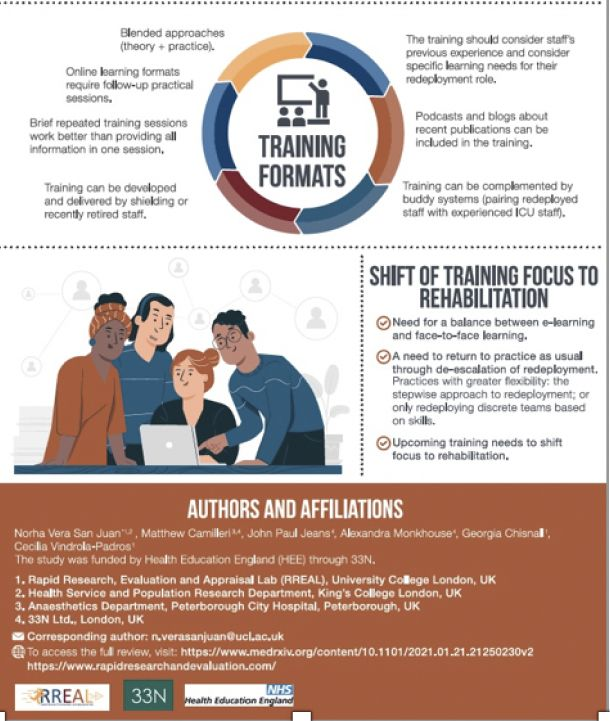 Blended approaches
(theory + practice).
Online learning formats
require follow-up practical
sessions.
Brief repeated training sessions
work better than providing all
information in one session.
Training can be developed
and delivered by shielding or
recently retired staff.
TRAINING
FORMATS
The training should consider staff's
previous experience and consider
specific learning needs for their
redeployment role.
Podcasts and blogs about
recent publications can be
included in the training.
Training can be complemented by
buddy systems (pairing redeployed
staff with experienced ICU staff).
SHIFT OF TRAINING FOCUS TO
REHABILITATION
Need for a balance between e-learning
and face-to-face learning.
A need to return to practice as usual
through de-escalation of redeployment.
Practices with greater flexibility: the
stepwise approach to redeployment; or
only redeploying discrete teams based
on skills.
Upcoming training needs to shift
focus to rehabilitation.
AUTHORS AND AFFILIATIONS
Norha Vera San Juan*1,2 , Matthew Camilleri3,4, John Paul Jeans4, Alexandra Monkhouse4, Georgia Chisnall1,
Cecilia Vindrola-Padros1
The study was funded by Health Education England (HEE) through 33N.
1. Rapid Research, Evaluation and Appraisal Lab (RREAL), University College London, UK
2. Health Service and Population Research Department, King's College London, UK
3. Anaesthetics Department, Peterborough City Hospital, Peterborough, UK
4. 33N Ltd., London, UK
Corresponding author: n.verasanjuan@ucl.ac.uk
To access the full review, visit: https://www.medrxiv.org/content/10.1101/2021.01.21.21250230v2
https://www.rapidresearchandevaluation.com/
RREAL
33N
NHS
Health Education England